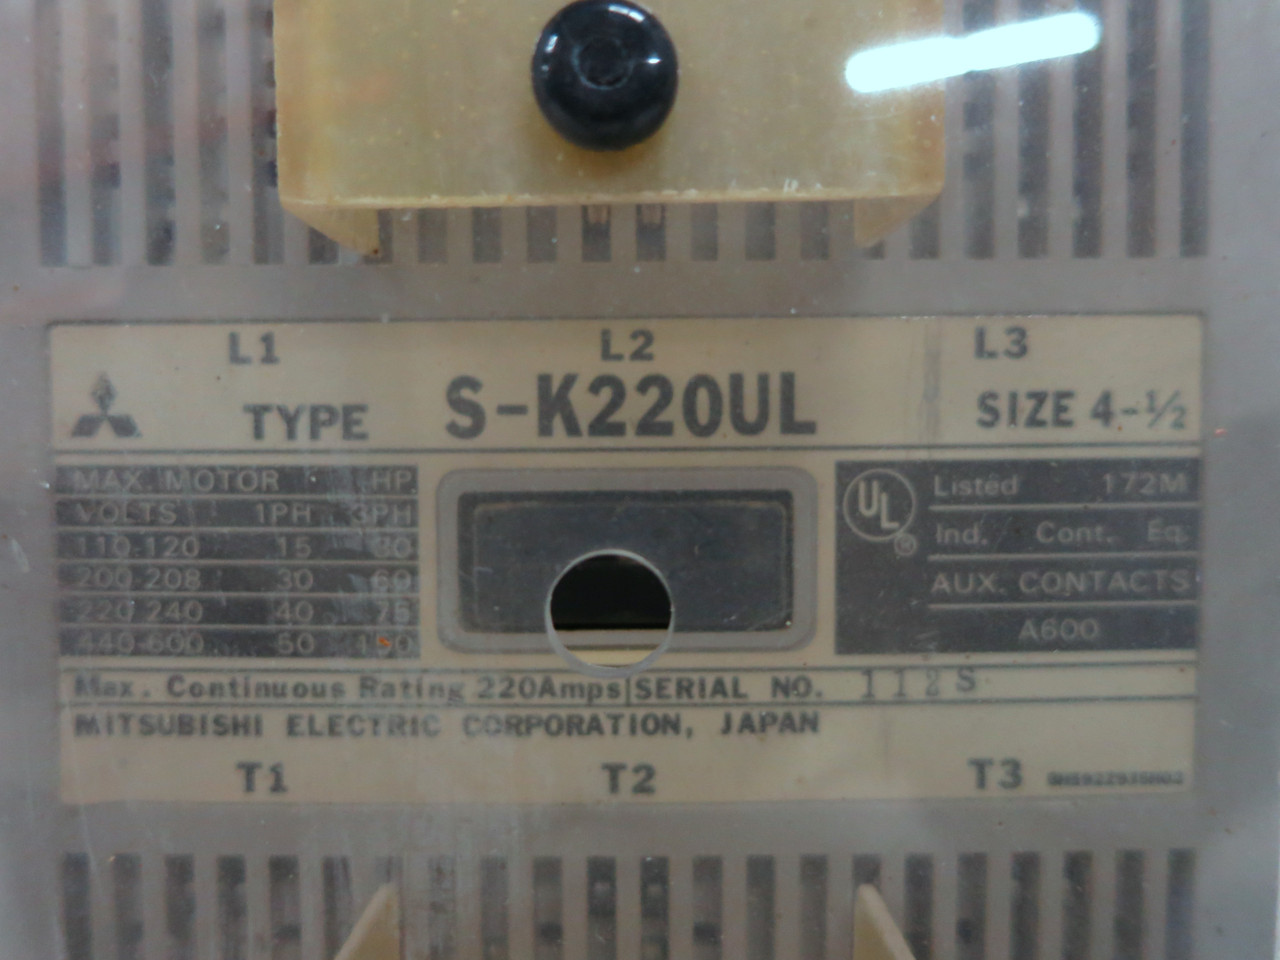 L1 L2 L3
TYPE S-K220UL SIZE 4-½
MAX. MOTOR HP
VOLTS 1PH 3PH
110-120 15 30
200-208 30 60
220-240 40 75
440-600 50 150
UL
®
Listed 172M
Ind. Cont. Eq.
AUX. CONTACTS
A600
Max. Continuous Rating 220Amps SERIAL NO. 112S
MITSUBISHI ELECTRIC CORPORATION, JAPAN
T1 T2 T3